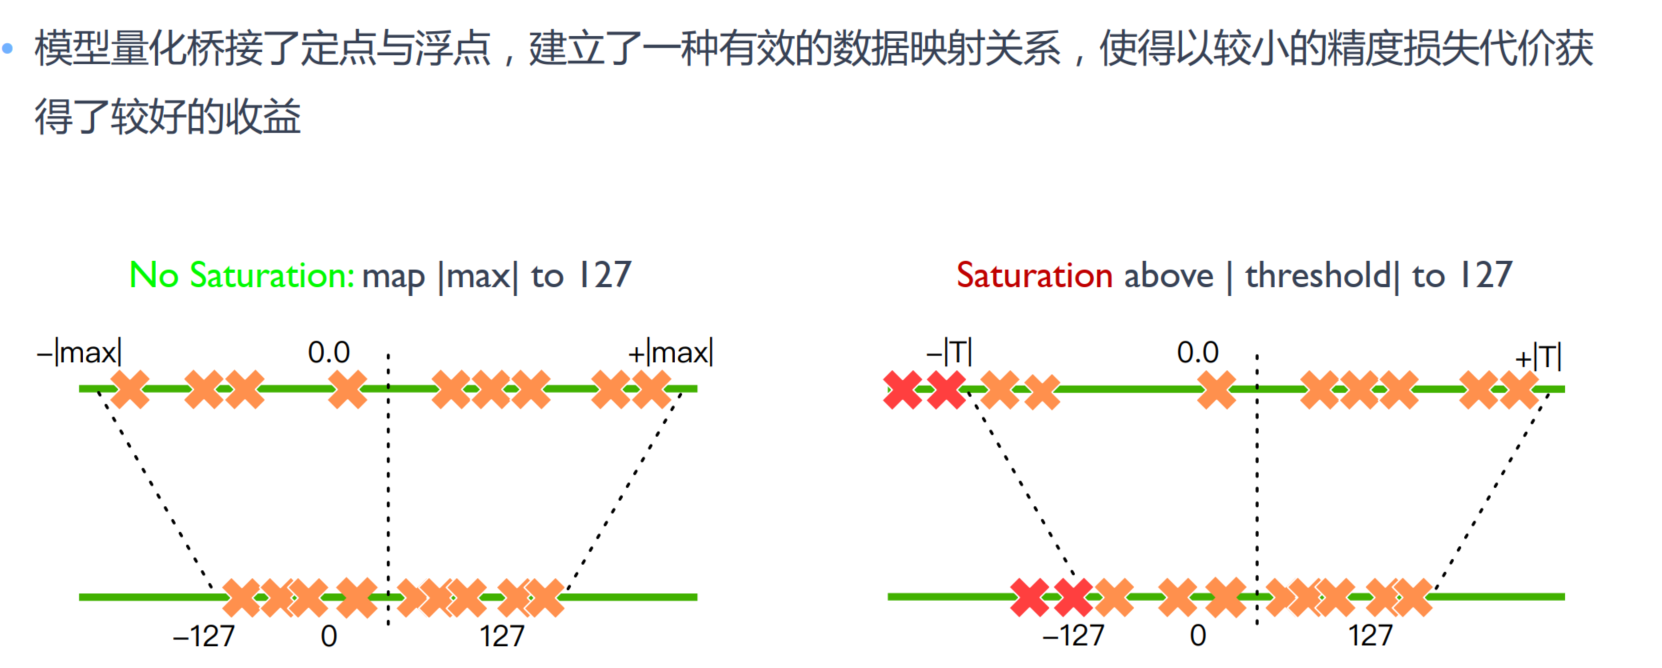 模型量化桥接了定点与浮点，建立了一种有效的数据映射关系，使得以较小的精度损失代价获
得了较好的收益
No Saturation: map |max| to 127
Saturation above | threshold| to 127
−|max| 0.0 +|max|
−|T| 0.0 +|T|
−127 0 127
−127 0 127